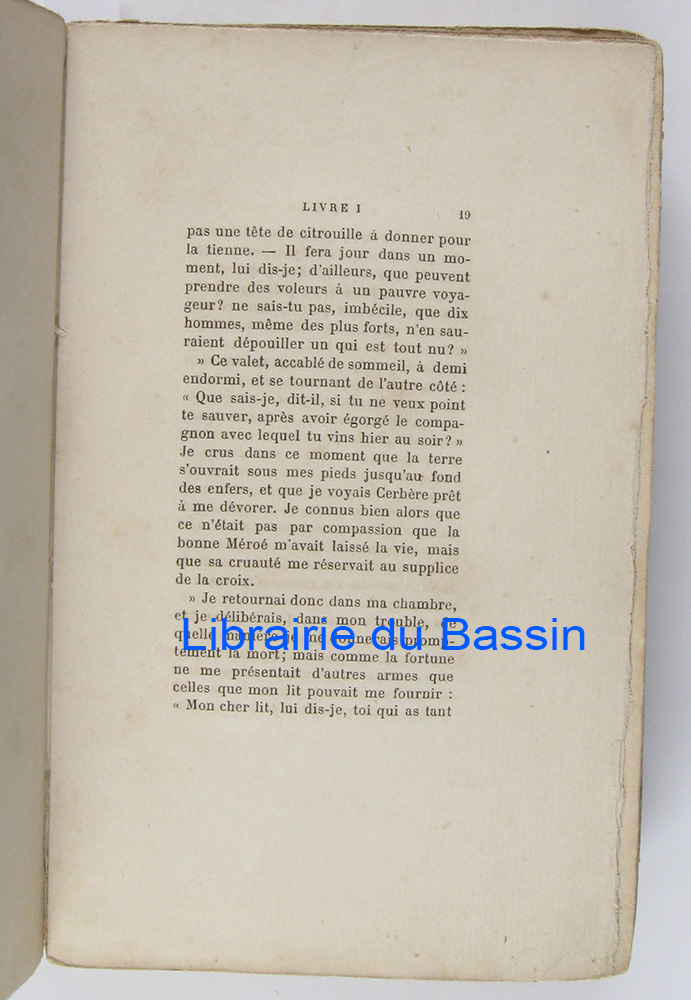 LIVRE I
19
pas une tête de citrouille à donner pour
la tienne. — Il fera jour dans un mo-
ment, lui dis-je; d'ailleurs, que peuvent
prendre des voleurs à un pauvre voya-
geur? ne sais-tu pas, imbécile, que dix
hommes, même des plus forts, n'en sau-
raient dépouiller un qui est tout nu? »
» Ce valet, accablé de sommeil, à demi
endormi, et se tournant de l'autre côté :
« Que sais-je, dit-il, si tu ne veux point
te sauver, après avoir égorgé le compa-
gnon avec lequel tu vins hier au soir? »
Je crus dans ce moment que la terre
s'ouvrait sous mes pieds jusqu'au fond
des enfers, et que je voyais Cerbère prêt
à me dévorer. Je connus bien alors que
ce n'était pas par compassion que la
bonne Méroé m'avait laissé la vie, mais
que sa cruauté me réservait au supplice
de la croix.
» Je retournai donc dans ma chambre,
et je délibérais, dans mon trouble, de
quelle manière je me donnerais promp-
tement la mort; mais comme la fortune
ne me présentait d'autres armes que
celles que mon lit pouvait me fournir :
« Mon cher lit, lui dis-je, toi qui as tant
Librairie du Bassin